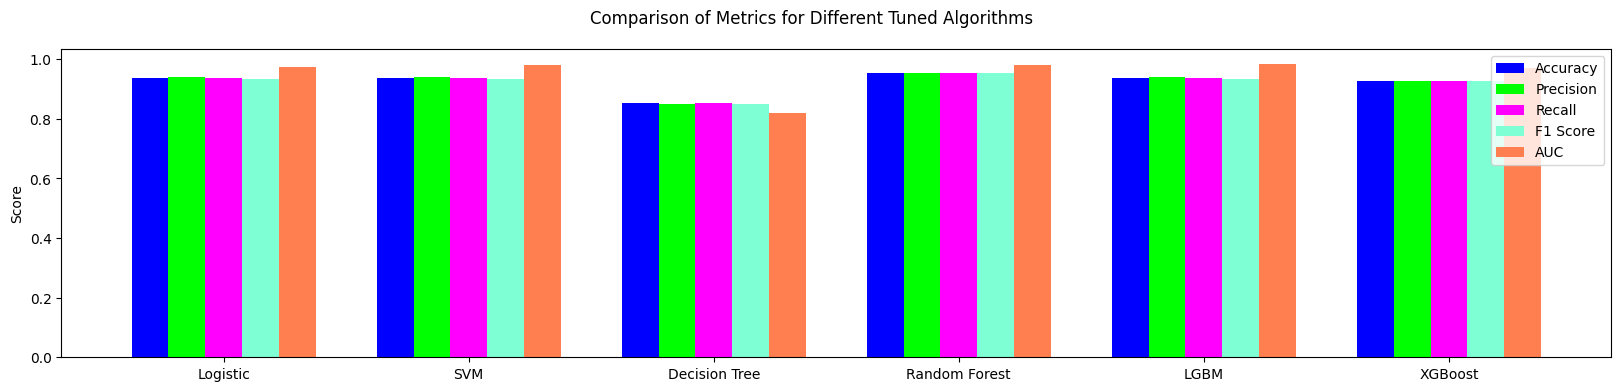 Comparison of Metrics for Different Tuned Algorithms
Score
1.0
0.8
0.6
0.4
0.2
0.0
Logistic
SVM
Decision Tree
Random Forest
LGBM
XGBoost
Accuracy
Precision
Recall
F1 Score
AUC